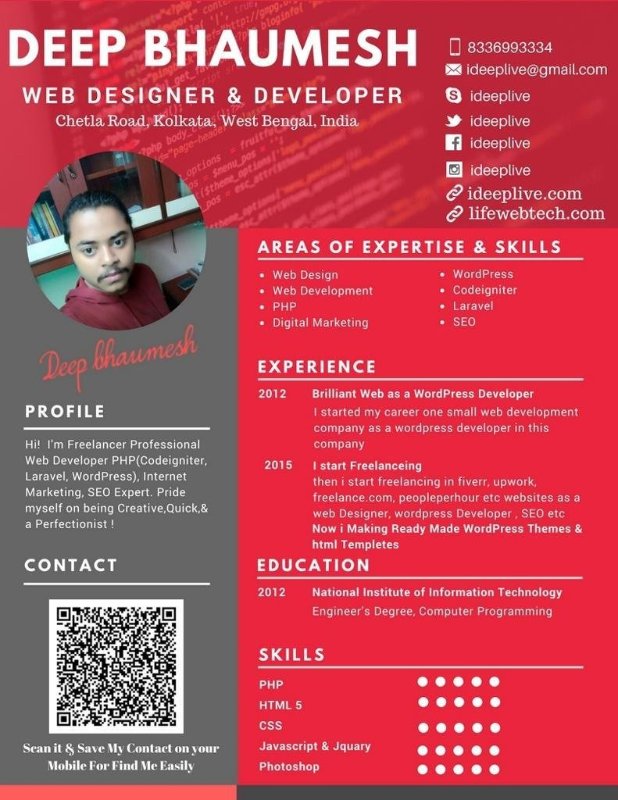 DEEP BHAUMESH
WEB DESIGNER & DEVELOPER
Chetla Road, Kolkata, West Bengal, India
8336993334
ideeplive@gmail.com
ideeplive
ideeplive
ideeplive
ideeplive
ideeplive.com
lifewebtech.com
Deep bhaumesh
PROFILE
Hi! I'm Freelancer Professional
Web Developer PHP(Codeigniter,
Laravel, WordPress), Internet
Marketing, SEO Expert. Pride
myself on being Creative,Quick,&
a Perfectionist !
CONTACT
Scan it & Save My Contact on your
Mobile For Find Me Easily
AREAS OF EXPERTISE & SKILLS
Web Design
Web Development
PHP
Digital Marketing
WordPress
Codeigniter
Laravel
SEO
EXPERIENCE
2012 Brilliant Web as a WordPress Developer
I started my career one small web development
company as a wordpress developer in this
company
2015 I start Freelanceing
then i start freelancing in fiverr, upwork,
freelance.com, peopleperhour etc websites as a
web Designer, wordpress Developer , SEO etc
Now i Making Ready Made WordPress Themes &
html Templetes
EDUCATION
2012 National Institute of Information Technology
Engineer's Degree, Computer Programming
SKILLS
PHP
HTML 5
CSS
Javascript & Jquary
Photoshop